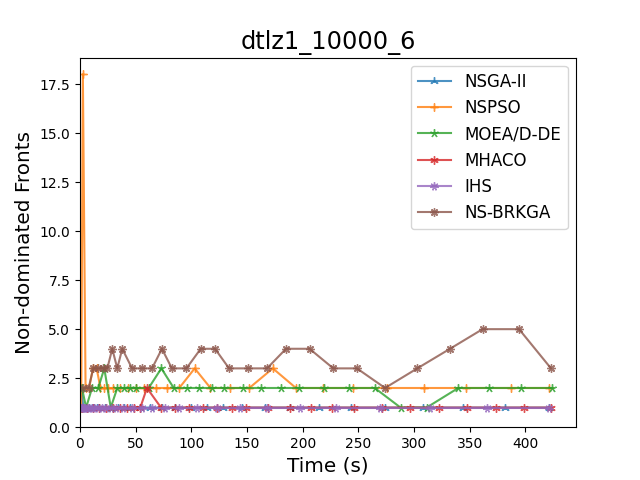 dtlz1_10000_6
Non-dominated Fronts
17.5
15.0
12.5
10.0
7.5
5.0
2.5
0.0
0 50 100 150 200 250 300 350 400
Time (s)
NSGA-II
NSPSO
MOEA/D-DE
MHACO
IHS
NS-BRKGA